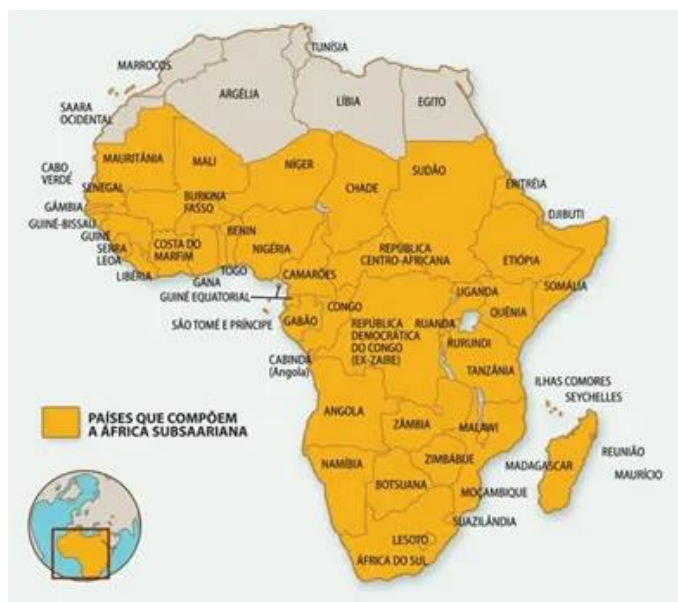 TUNÍSIA
MARROCOS
ARGÉLIA
LÍBIA
EGITO
SAARA
OCIDENTAL
MAURITÂNIA
MALI
NÍGER
CHADE
SUDÃO
ERITRÉIA
CABO
VERDE
SENEGAL
GÂMBIA
GUINÉ-BISSAU
GUINÉ
SERRA
LEOA
LIBÉRIA
BURKINA
FASSO
COSTA DO
MARFIM
GANA
TOGO
BENIN
NIGÉRIA
CAMARÕES
REPÚBLICA
CENTRO-AFRICANA
DJIBUTI
ETIÓPIA
SOMÁLIA
GUINÉ EQUATORIAL
SÃO TOMÉ E PRÍNCIPE
GABÃO
CONGO
REPÚBLICA
DEMOCRÁTICA
DO CONGO
(EX-ZAIRE)
UGANDA
QUÊNIA
RUANDA
RURUNDI
TANZÂNIA
CABINDA
(Angola)
ILHAS COMORES
SEYCHELLES
ANGOLA
ZÂMBIA
MALAWI
NAMÍBIA
ZIMBÁBUE
BOTSUANA
MADAGASCAR
REUNIÃO
MAURÍCIO
MOÇAMBIQUE
SUAZILÂNDIA
LESOTO
ÁFRICA DO SUL
PAÍSES QUE COMPÕEM
A ÁFRICA SUBSAARIANA